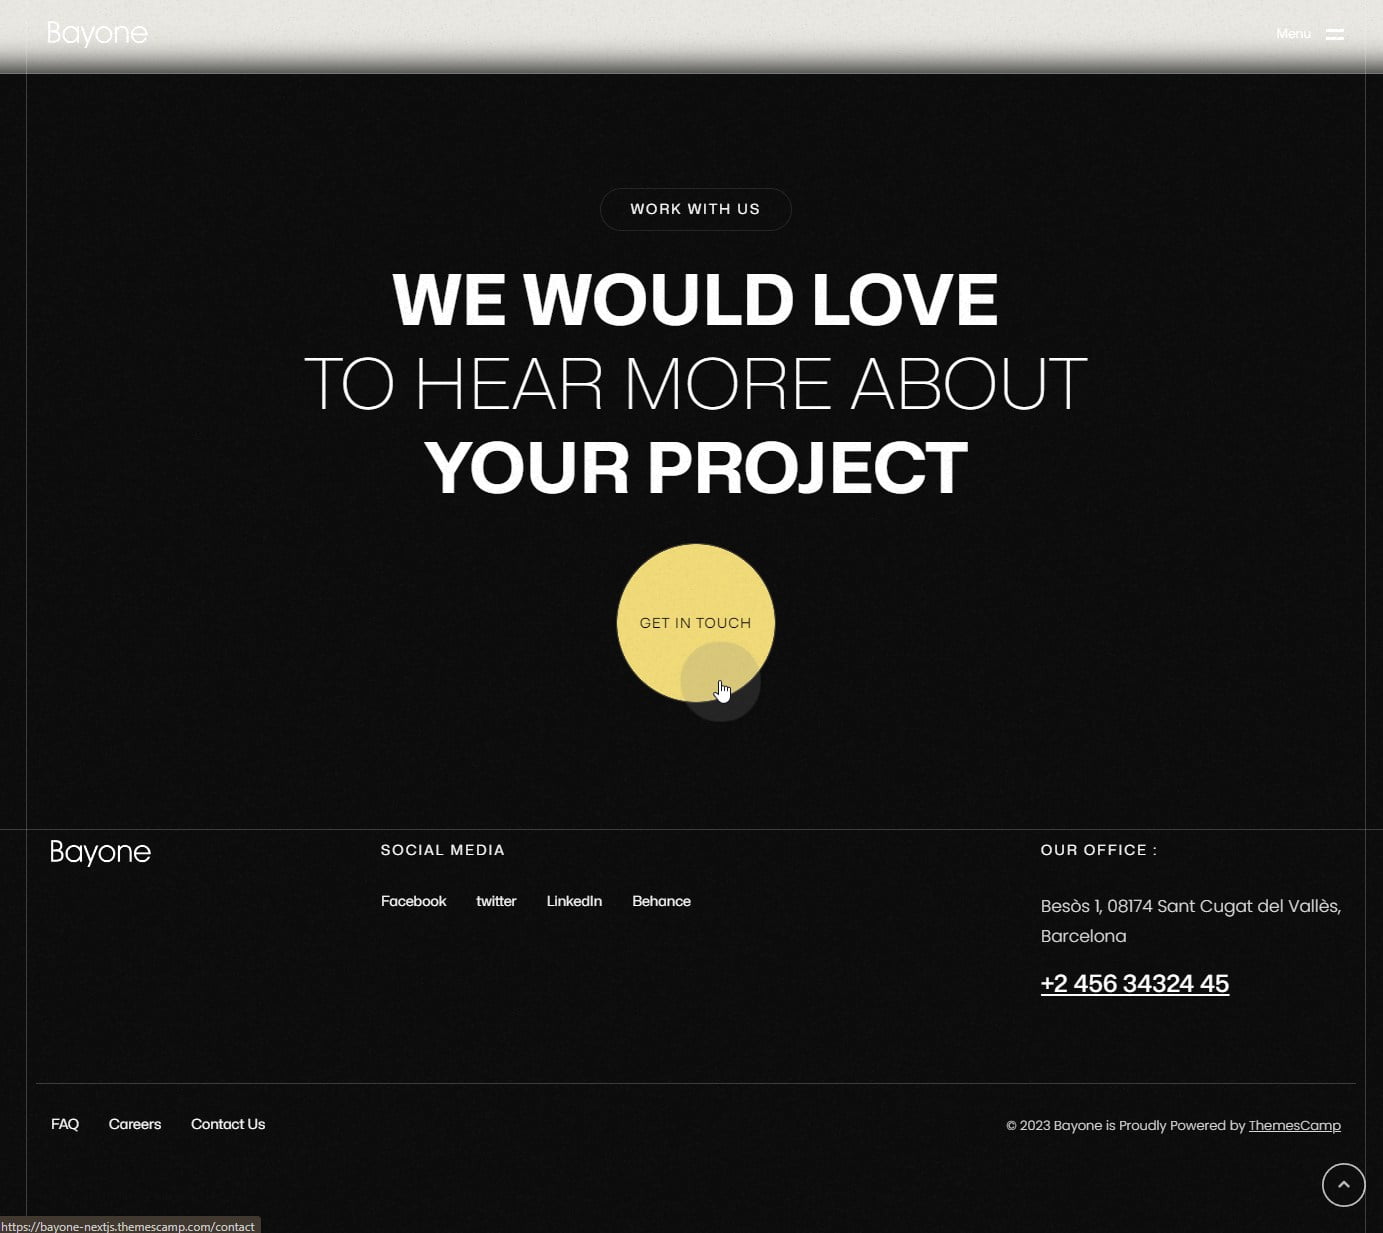 Bayone
Menu
WORK WITH US
WE WOULD LOVE
TO HEAR MORE ABOUT
YOUR PROJECT
GET IN TOUCH
Bayone
SOCIAL MEDIA
Facebook twitter LinkedIn Behance
OUR OFFICE :
Besòs 1, 08174 Sant Cugat del Vallès,
Barcelona
+2 456 34324 45
FAQ Careers Contact Us
© 2023 Bayone is Proudly Powered by ThemesCamp
https://bayone-nextjs.themescamp.com/contact